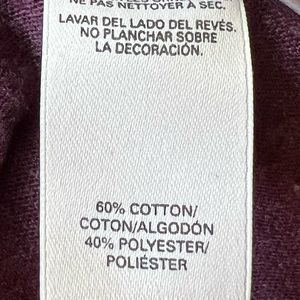 NE PAS NETTOYER À SEC.
LAVAR DEL LADO DEL REVÉS.
NO PLANCHAR SOBRE
LA DECORACIÓN.
60% COTTON/
COTON/ALGODÓN
40% POLYESTER/
POLIÉSTER